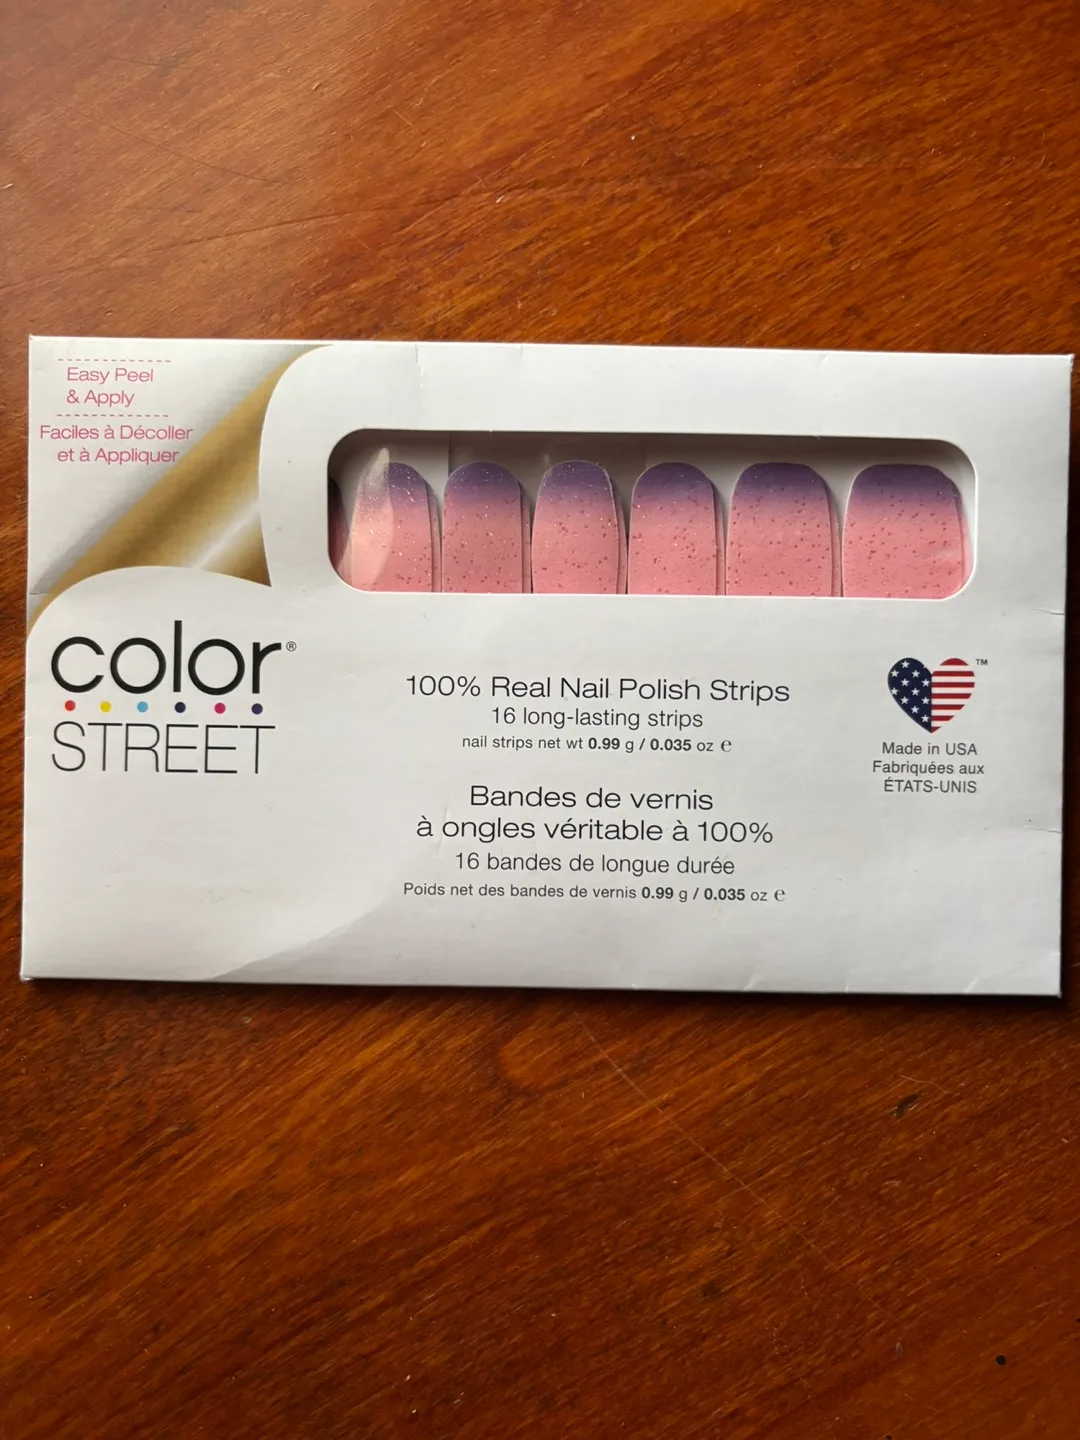 Easy Peel
& Apply
Faciles à Décoller
et à Appliquer
color®
STREET
100% Real Nail Polish Strips
16 long-lasting strips
nail strips net wt 0.99 g / 0.035 oz ℮
Bandes de vernis
à ongles véritable à 100%
16 bandes de longue durée
Poids net des bandes de vernis 0.99 g / 0.035 oz ℮
TM
Made in USA
Fabriquées aux
ÉTATS-UNIS